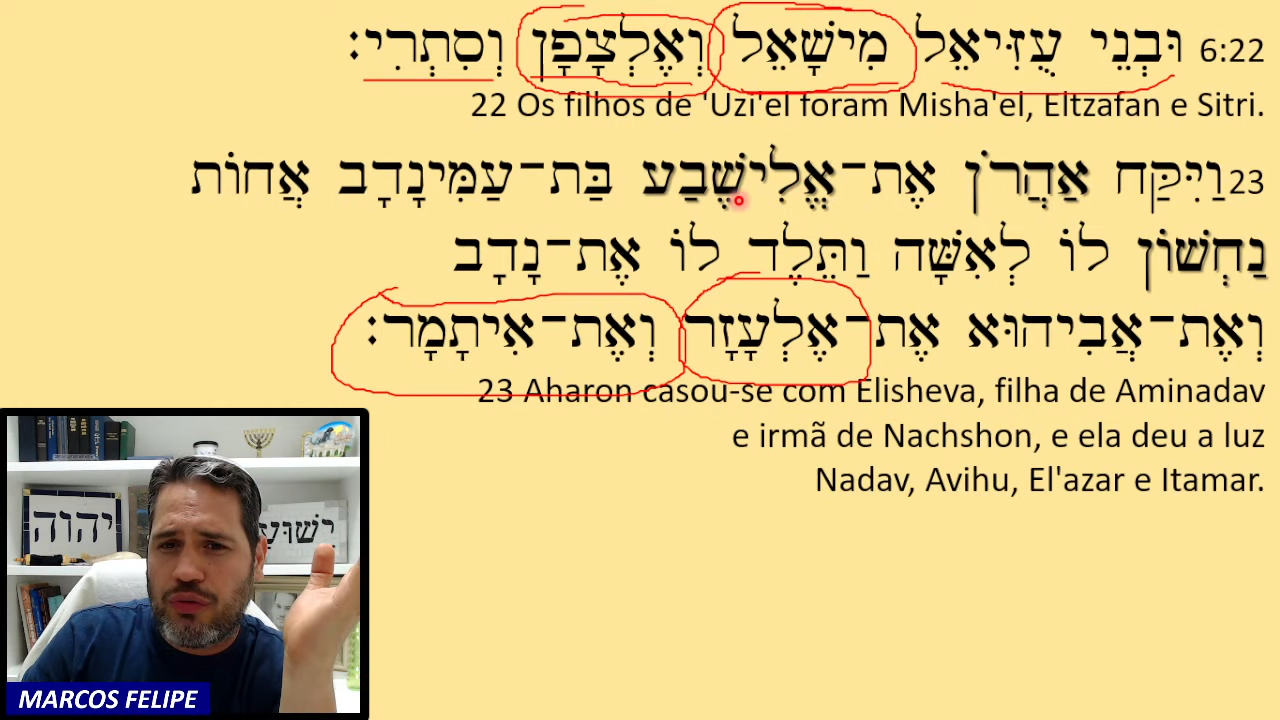 6:22 וּבְנֵי עֻזִּיאֵל מִישָׁאֵל וְאֶלְצָפָן וְסִתְרִי׃
22 Os filhos de 'Uzi'el foram Misha'el, Eltzafan e Sitri.
23 וַיִּקַּח אַהֲרֹן אֶת־אֱלִישֶׁבַע בַּת־עַמִּינָדָב אֲחוֹת
נַחְשׁוֹן לוֹ לְאִשָּׁה וַתֵּלֶד לוֹ אֶת־נָדָב
וְאֶת־אֲבִיהוּא אֶת־אֶלְעָזָר וְאֶת־אִיתָמָר׃
23 Aharon casou-se com Elisheva, filha de Aminadav
e irmã de Nachshon, e ela deu a luz
Nadav, Avihu, El'azar e Itamar.
יהוה
MARCOS FELIPE